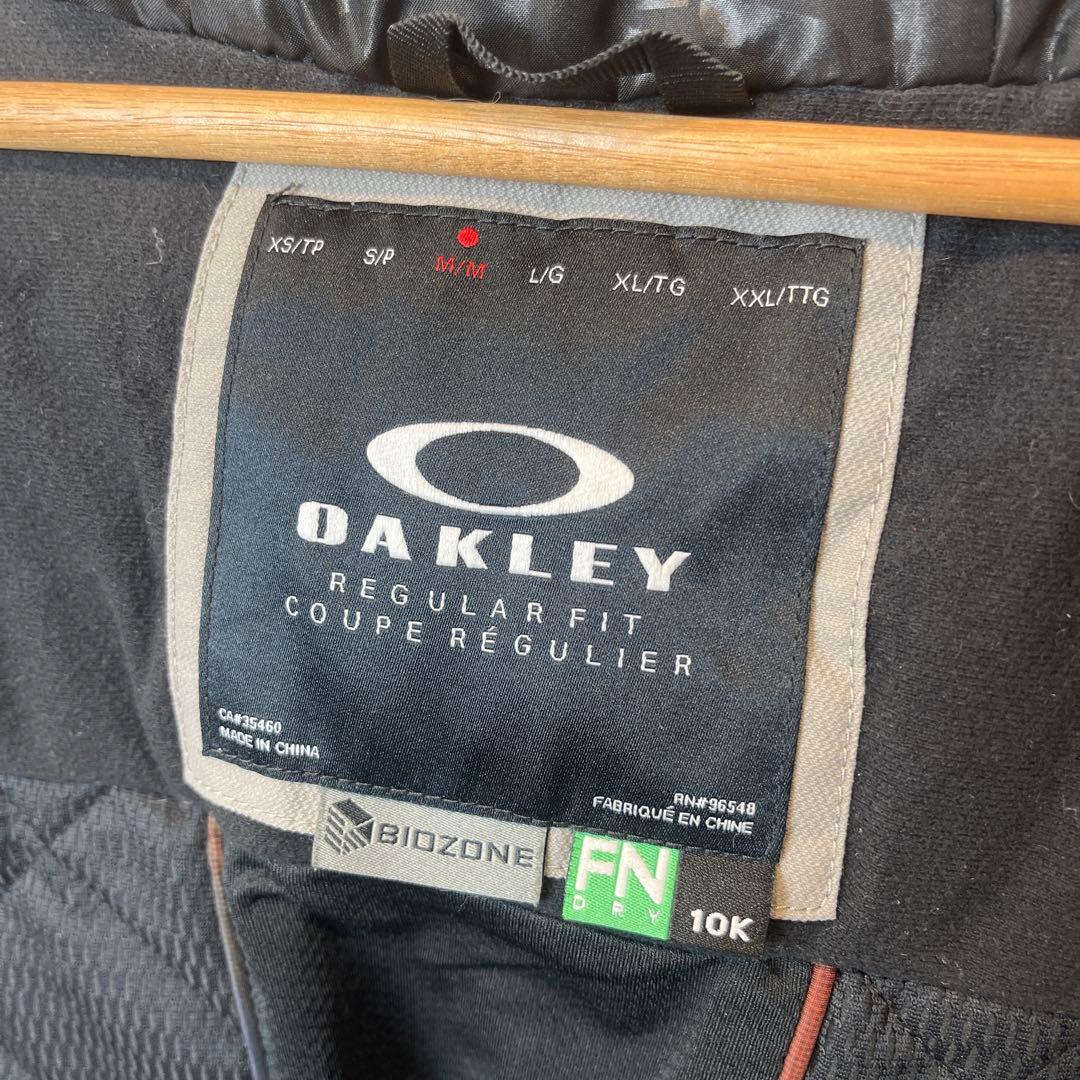 XS/TP S/P M/M L/G XL/TG XXL/TTG
OAKLEY
REGULAR FIT
COUPE RÉGULIER
CA#35460
MADE IN CHINA
RN#96548
FABRIQUÉ EN CHINE
BIOZONE
FN
DRY
10K